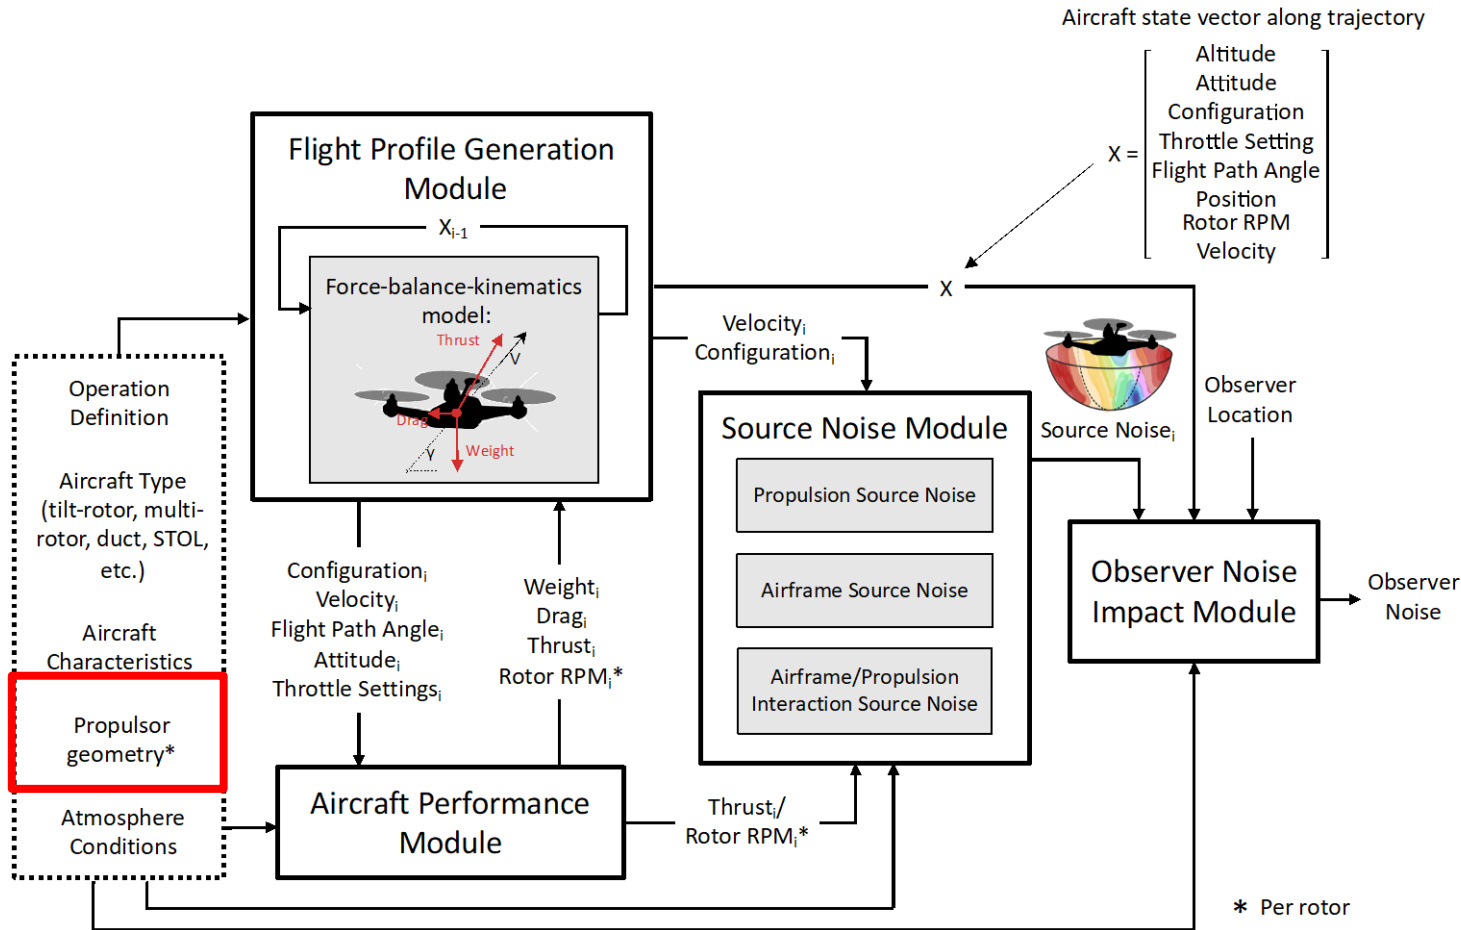 Aircraft state vector along trajectory
X =
Altitude
Attitude
Configuration
Throttle Setting
Flight Path Angle
Position
Rotor RPM
Velocity
Flight Profile Generation
Module
Xi-1
Force-balance-kinematics
model:
Thrust
V
Drag
γ
Weight
X
Velocityi
Configurationi
Operation
Definition
Aircraft Type
(tilt-rotor, multi-
rotor, duct, STOL,
etc.)
Aircraft
Characteristics
Propulsor
geometry*
Atmosphere
Conditions
Configurationi
Velocityi
Flight Path Anglei
Attitudei
Throttle Settingsi
Weighti
Dragi
Thrusti
Rotor RPMi*
Aircraft Performance
Module
Thrusti/
Rotor RPMi*
Source Noise Module
Propulsion Source Noise
Airframe Source Noise
Airframe/Propulsion
Interaction Source Noise
Source Noisei
Observer
Location
Observer Noise
Impact Module
Observer
Noise
* Per rotor